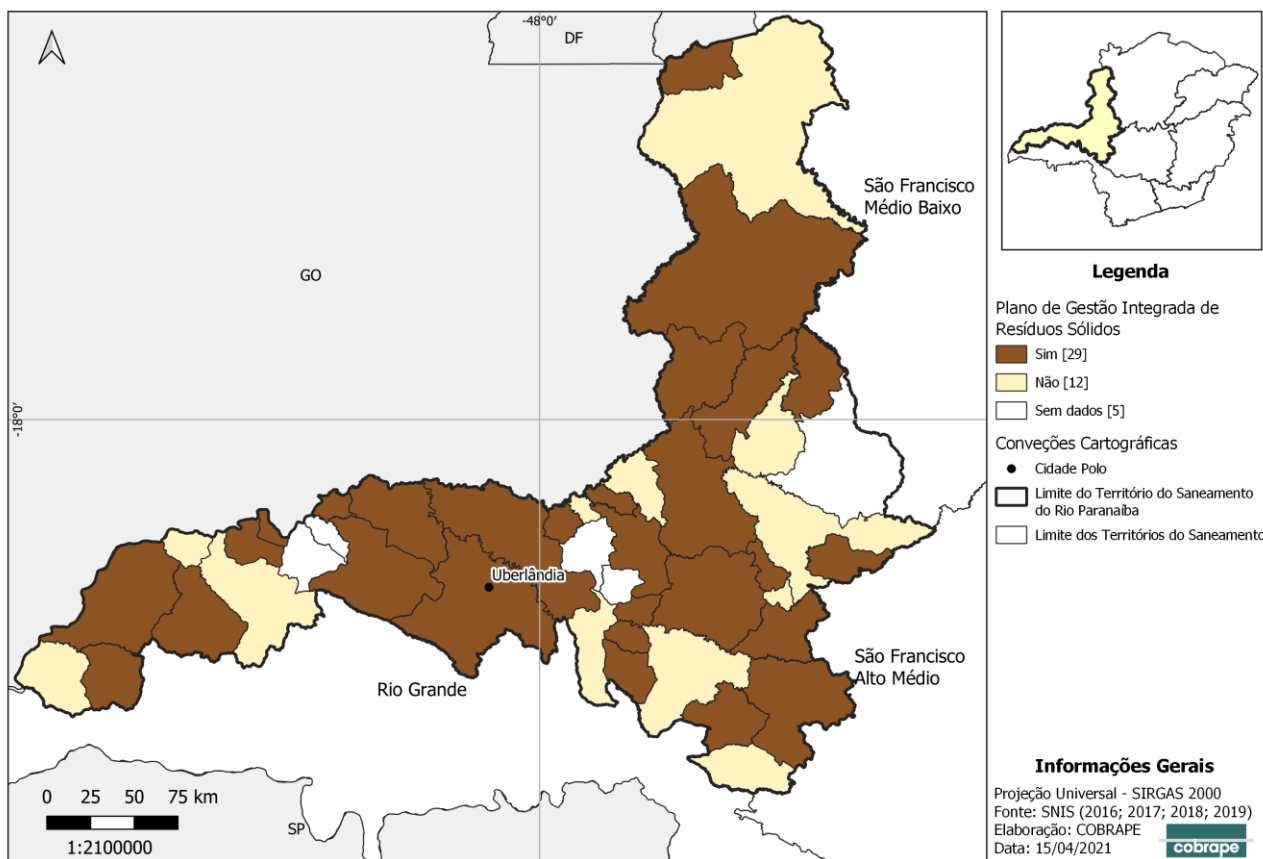 -48°0'
DF
GO
-18°0'
São Francisco
Médio Baixo
Uberlândia
São Francisco
Alto Médio
Rio Grande
SP
0 25 50 75 km
1:2100000
Legenda
Plano de Gestão Integrada de
Resíduos Sólidos
Sim [29]
Não [12]
Sem dados [5]
Conveções Cartográficas
Cidade Polo
Limite do Território do Saneamento
do Rio Paranaíba
Limite dos Territórios do Saneamento
Informações Gerais
Projeção Universal - SIRGAS 2000
Fonte: SNIS (2016; 2017; 2018; 2019)
Elaboração: COBRAPE
Data: 15/04/2021
cobrape